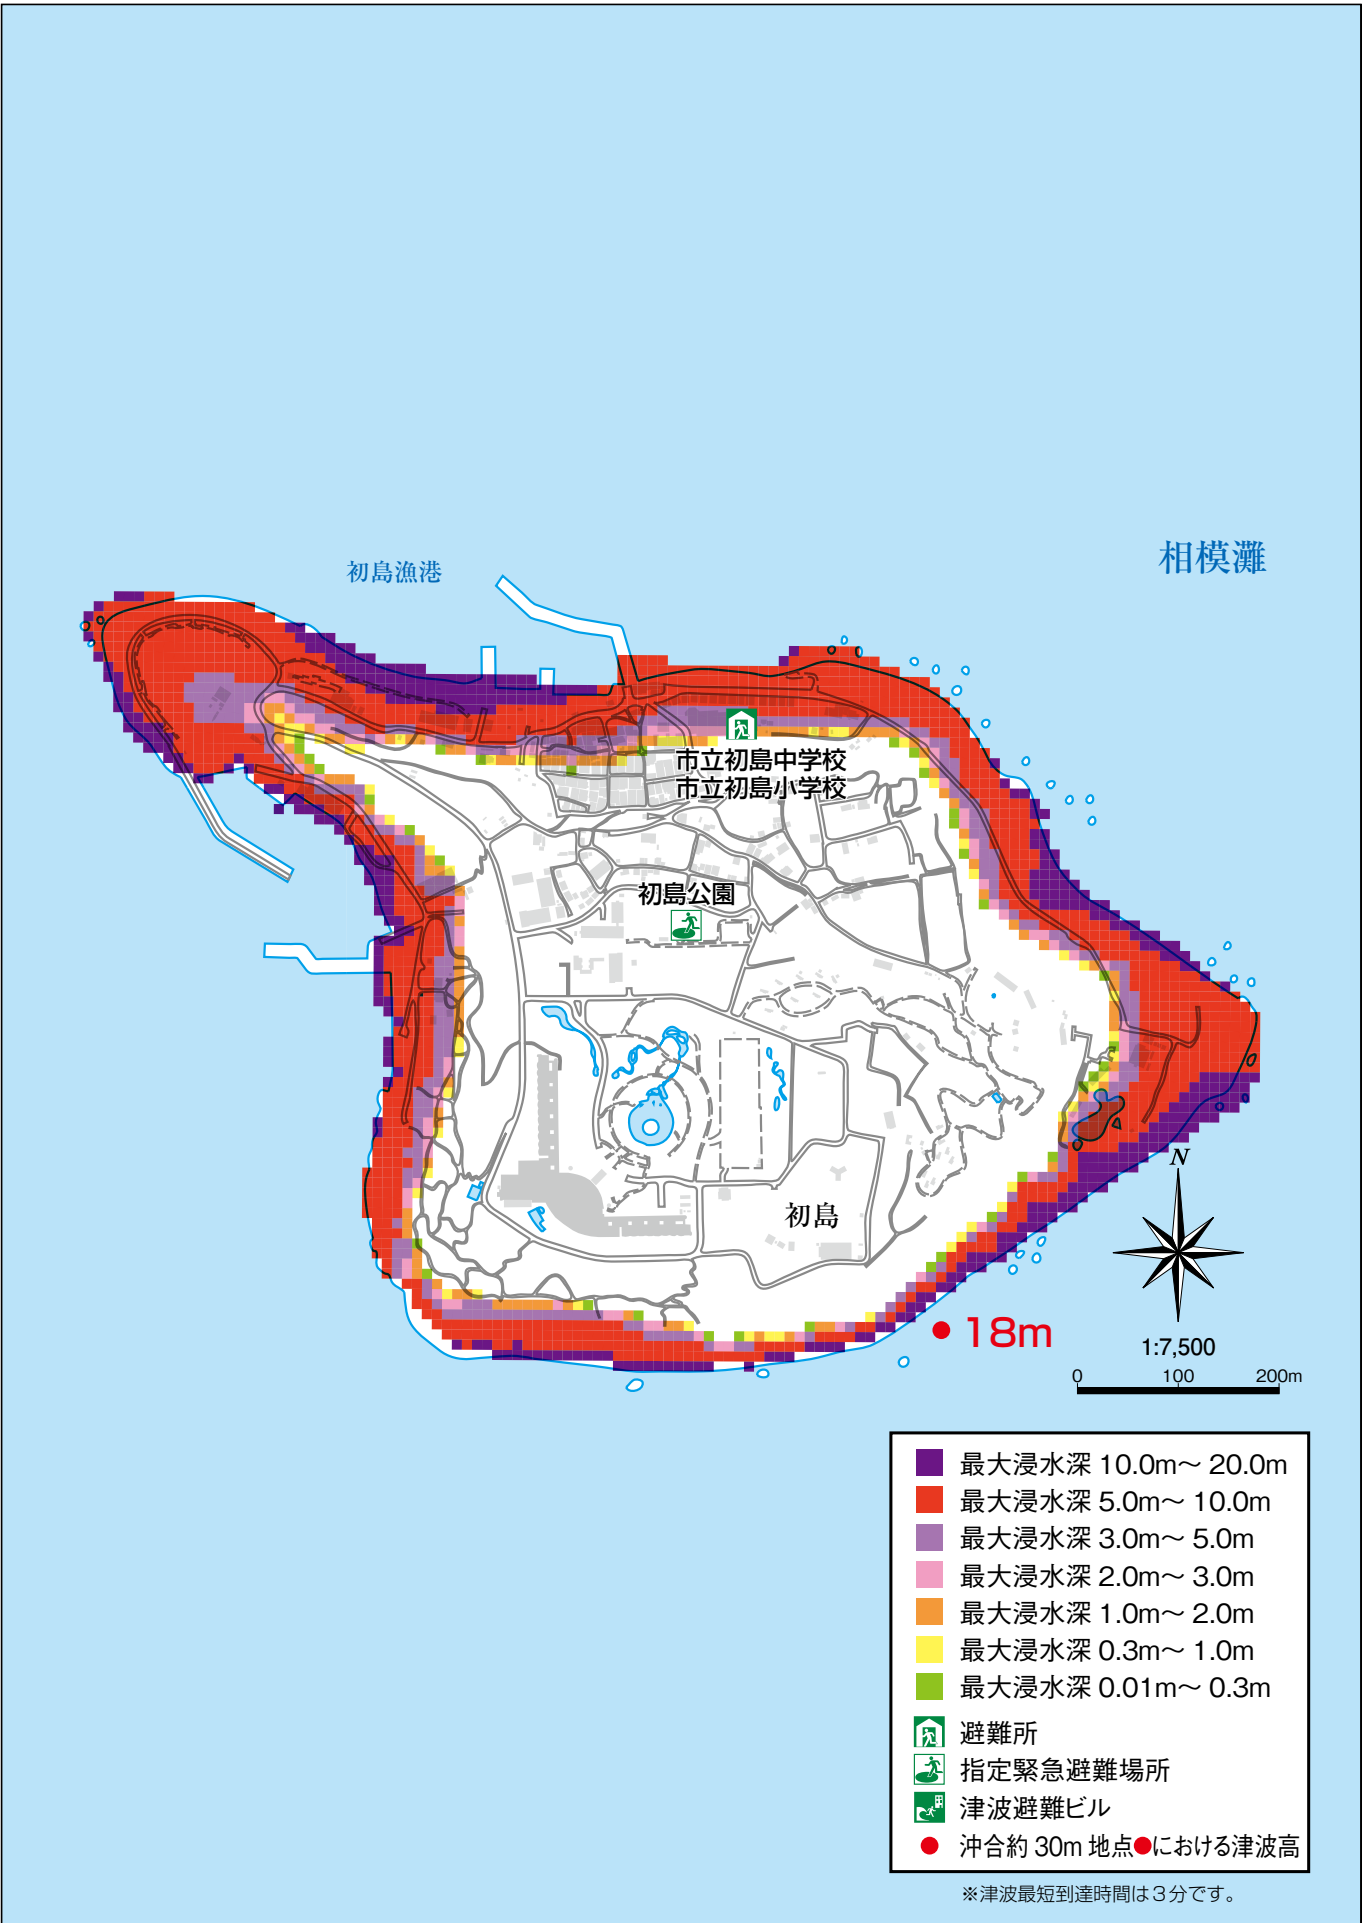 相模灘
初島漁港
市立初島中学校
市立初島小学校
初島公園
初島
N
18m
1:7,500
0 100 200m
最大浸水深 10.0m～ 20.0m
最大浸水深 5.0m～ 10.0m
最大浸水深 3.0m～ 5.0m
最大浸水深 2.0m～ 3.0m
最大浸水深 1.0m～ 2.0m
最大浸水深 0.3m～ 1.0m
最大浸水深 0.01m～ 0.3m
避難所
指定緊急避難場所
津波避難ビル
沖合約 30m 地点●における津波高
※津波最短到達時間は３分です。